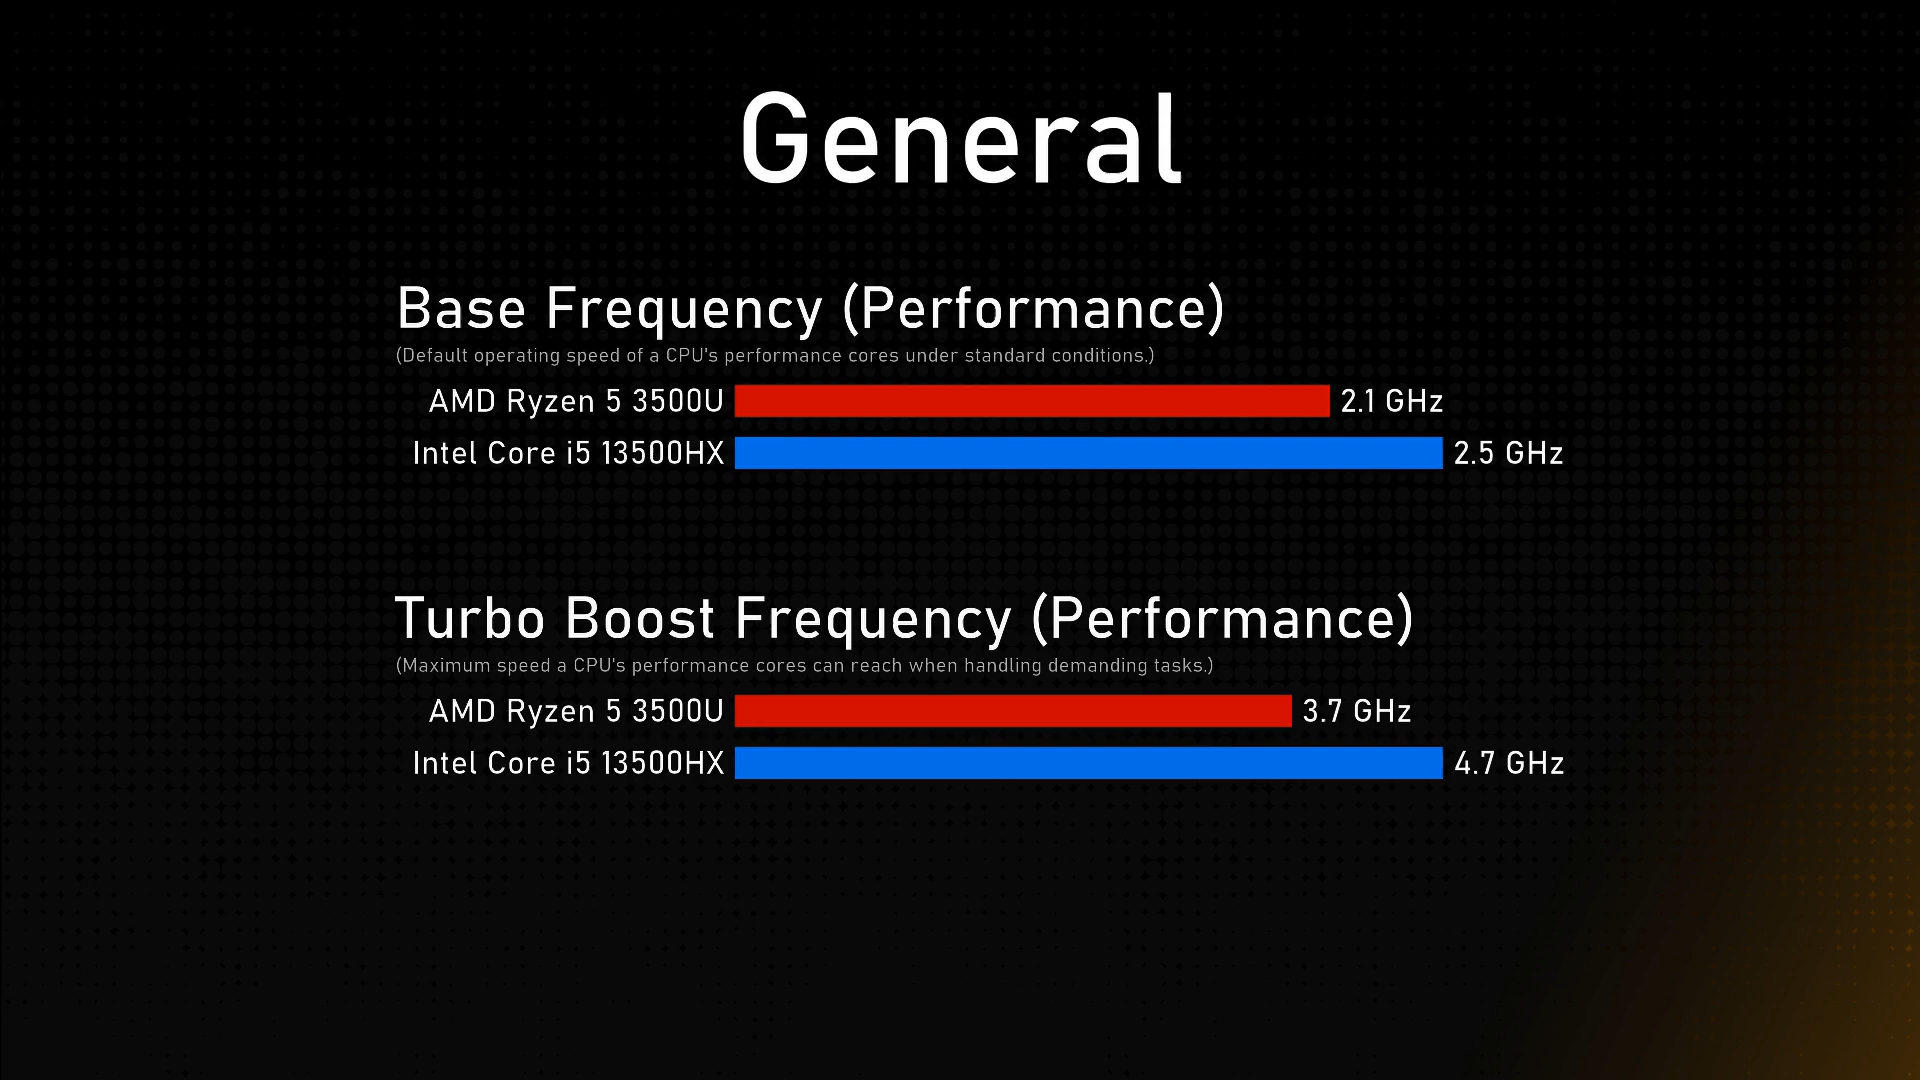 General
Base Frequency (Performance)
(Default operating speed of a CPU's performance cores under standard conditions.)
AMD Ryzen 5 3500U 2.1 GHz
Intel Core i5 13500HX 2.5 GHz
Turbo Boost Frequency (Performance)
(Maximum speed a CPU's performance cores can reach when handling demanding tasks.)
AMD Ryzen 5 3500U 3.7 GHz
Intel Core i5 13500HX 4.7 GHz